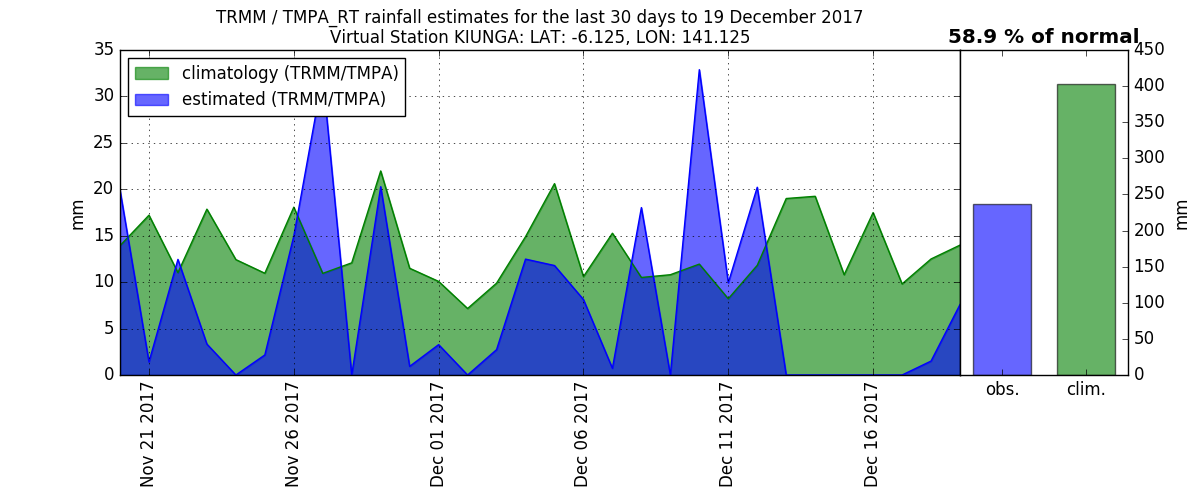 TRMM / TMPA_RT rainfall estimates for the last 30 days to 19 December 2017
Virtual Station KIUNGA: LAT: -6.125, LON: 141.125
58.9 % of normal
climatology (TRMM/TMPA)
estimated (TRMM/TMPA)
mm
35
30
25
20
15
10
5
0
Nov 21 2017
Nov 26 2017
Dec 01 2017
Dec 06 2017
Dec 11 2017
Dec 16 2017
450
400
350
300
250
200
150
100
50
0
mm
obs.
clim.